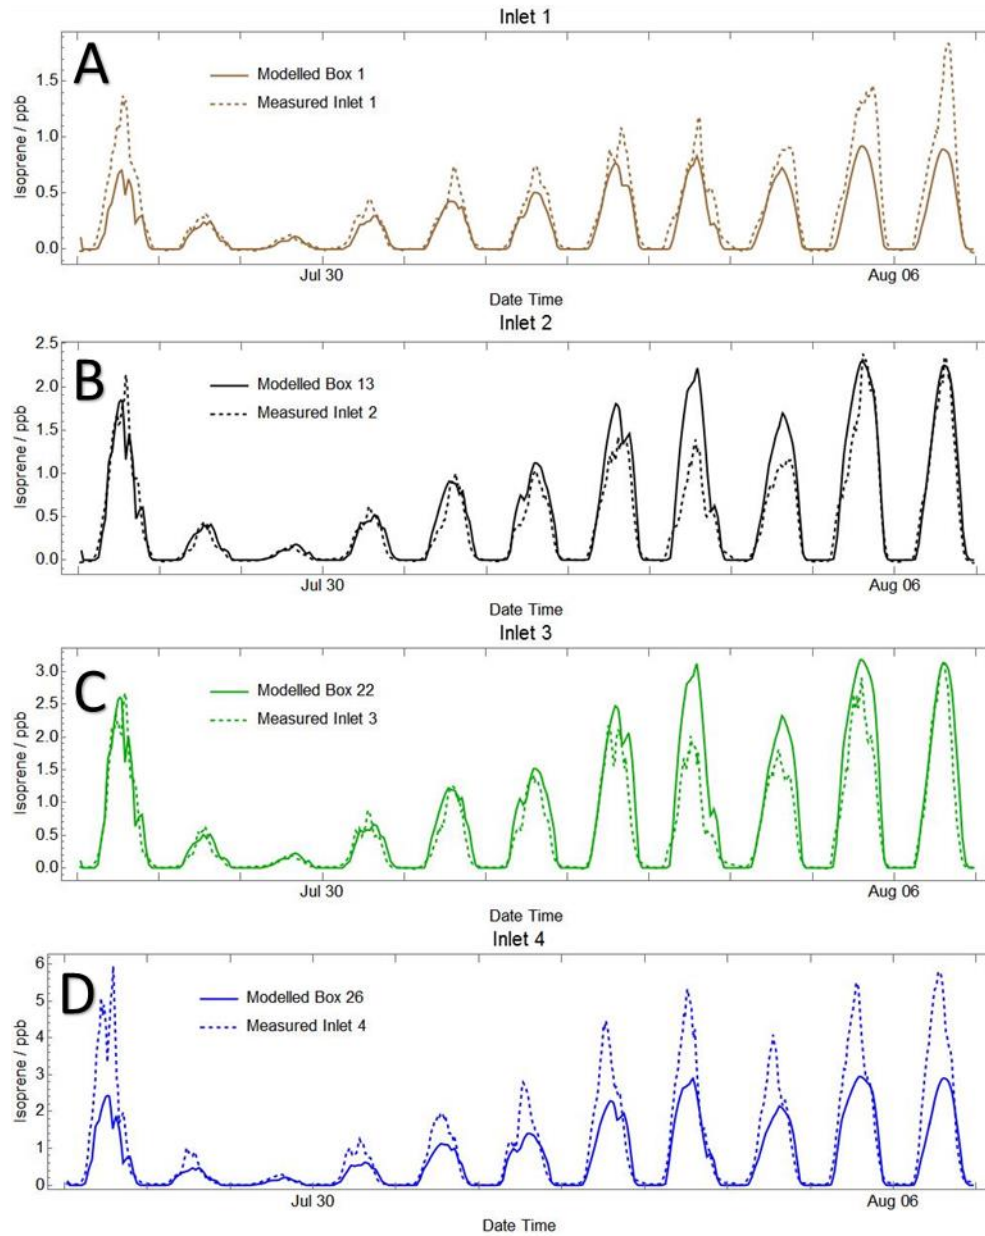 Inlet 1
A
Modelled Box 1
Measured Inlet 1
Isoprene / ppb
1.5
1.0
0.5
0.0
Jul 30 Aug 06
Date Time
Inlet 2
B
Modelled Box 13
Measured Inlet 2
Isoprene / ppb
2.5
2.0
1.5
1.0
0.5
0.0
Jul 30 Aug 06
Date Time
Inlet 3
C
Modelled Box 22
Measured Inlet 3
Isoprene / ppb
3.0
2.5
2.0
1.5
1.0
0.5
0.0
Jul 30 Aug 06
Date Time
Inlet 4
D
Modelled Box 26
Measured Inlet 4
Isoprene / ppb
6
5
4
3
2
1
0
Jul 30 Aug 06
Date Time